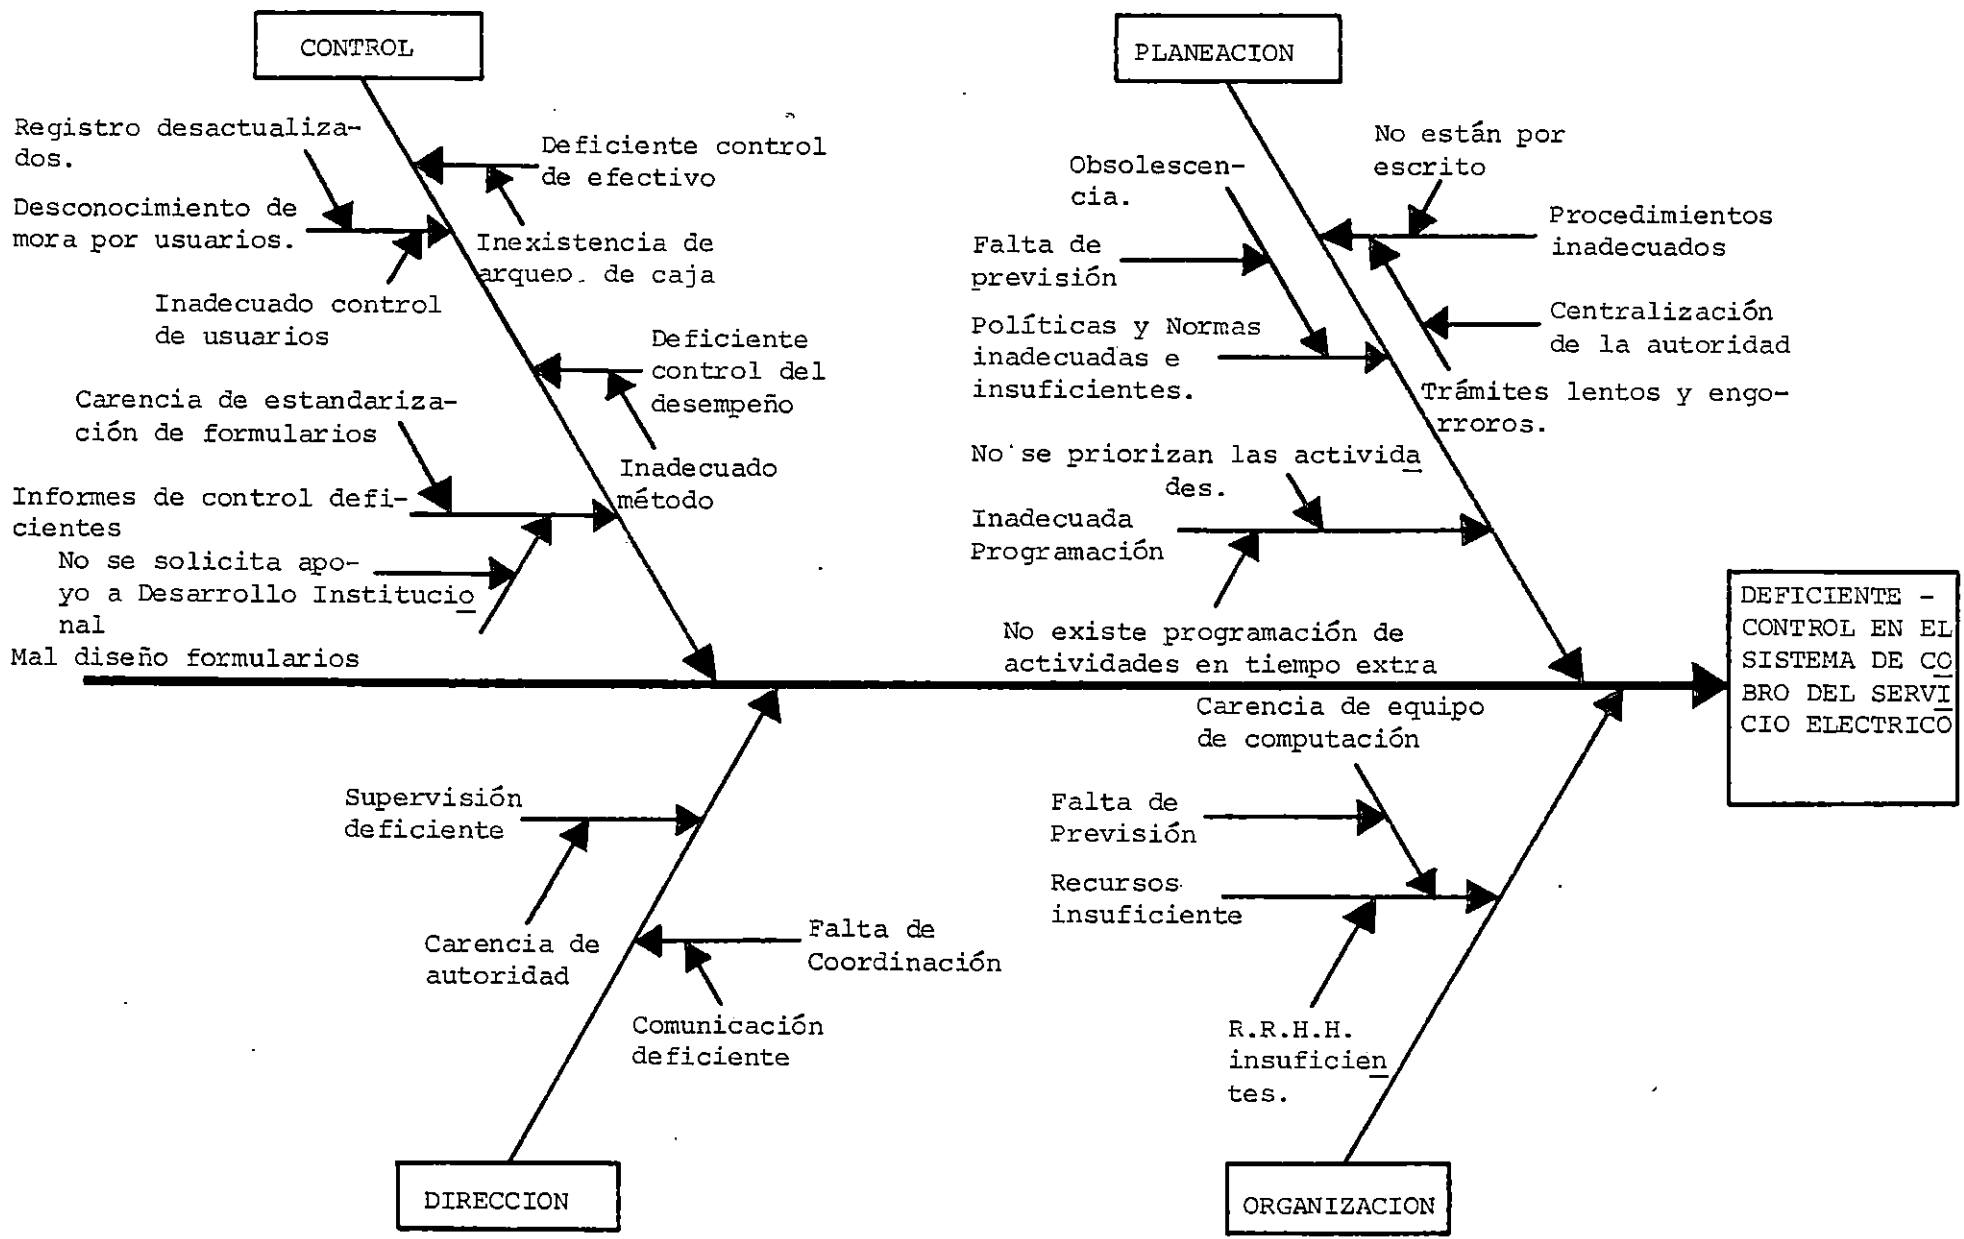 CONTROL
PLANEACION
Registro desactualiza-
dos.
Deficiente control
de efectivo
Desconocimiento de
mora por usuarios.
Inexistencia de
arqueo. de caja
Inadecuado control
de usuarios
Deficiente
control del
desempeño
Carencia de estandariza-
ción de formularios
Inadecuado
método
Informes de control defi-
cientes
No se solicita apo-
yo a Desarrollo Institucio
nal
Mal diseño formularios
No están por
escrito
Obsolescen-
cia.
Procedimientos
inadecuados
Falta de
previsión
Centralización
de la autoridad
Políticas y Normas
inadecuadas e
insuficientes.
Trámites lentos y engo-
rroros.
No se priorizan las activida
des.
Inadecuada
Programación
No existe programación de
actividades en tiempo extra
DEFICIENTE -
CONTROL EN EL
SISTEMA DE CO
BRO DEL SERVI
CIO ELECTRICO
Supervisión
deficiente
Carencia de
autoridad
Falta de
Coordinación
Comunicación
deficiente
Carencia de equipo
de computación
Falta de
Previsión
Recursos
insuficiente
R.R.H.H.
insuficien
tes.
DIRECCION
ORGANIZACION